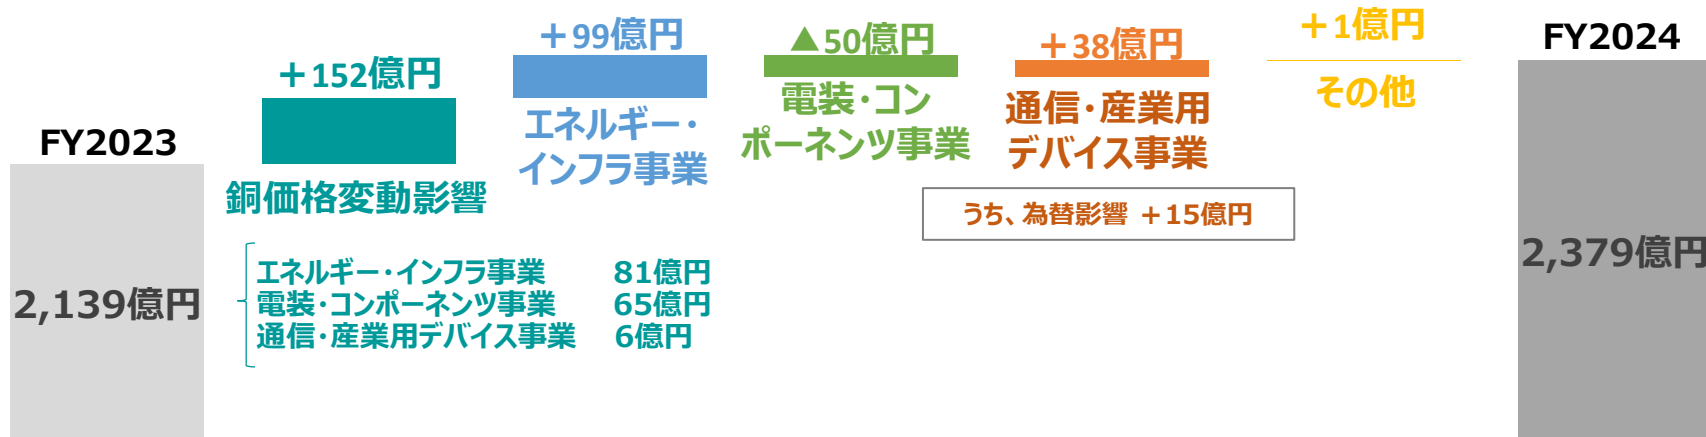 FY2023
2,139億円
＋152億円
銅価格変動影響
エネルギー・インフラ事業 81億円
電装・コンポーネンツ事業 65億円
通信・産業用デバイス事業 6億円
＋99億円
エネルギー・
インフラ事業
▲50億円
電装・コン
ポーネンツ事業
＋38億円
通信・産業用
デバイス事業
うち、為替影響 ＋15億円
＋1億円
その他
FY2024
2,379億円